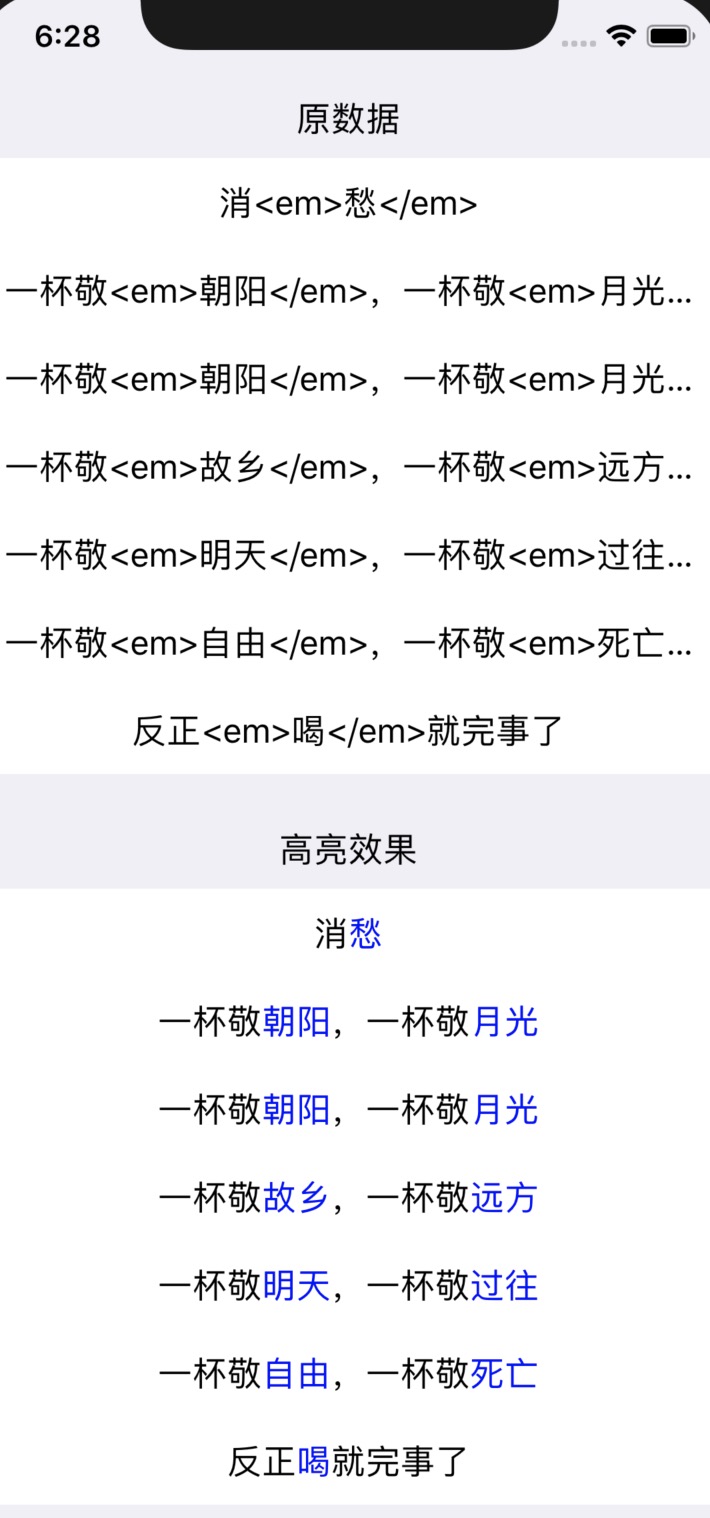 6:28
原数据
消<em>愁</em>
一杯敬<em>朝阳</em>，一杯敬<em>月光...
一杯敬<em>朝阳</em>，一杯敬<em>月光...
一杯敬<em>故乡</em>，一杯敬<em>远方...
一杯敬<em>明天</em>，一杯敬<em>过往...
一杯敬<em>自由</em>，一杯敬<em>死亡...
反正<em>喝</em>就完事了
高亮效果
消愁
一杯敬朝阳，一杯敬月光
一杯敬朝阳，一杯敬月光
一杯敬故乡，一杯敬远方
一杯敬明天，一杯敬过往
一杯敬自由，一杯敬死亡
反正喝就完事了